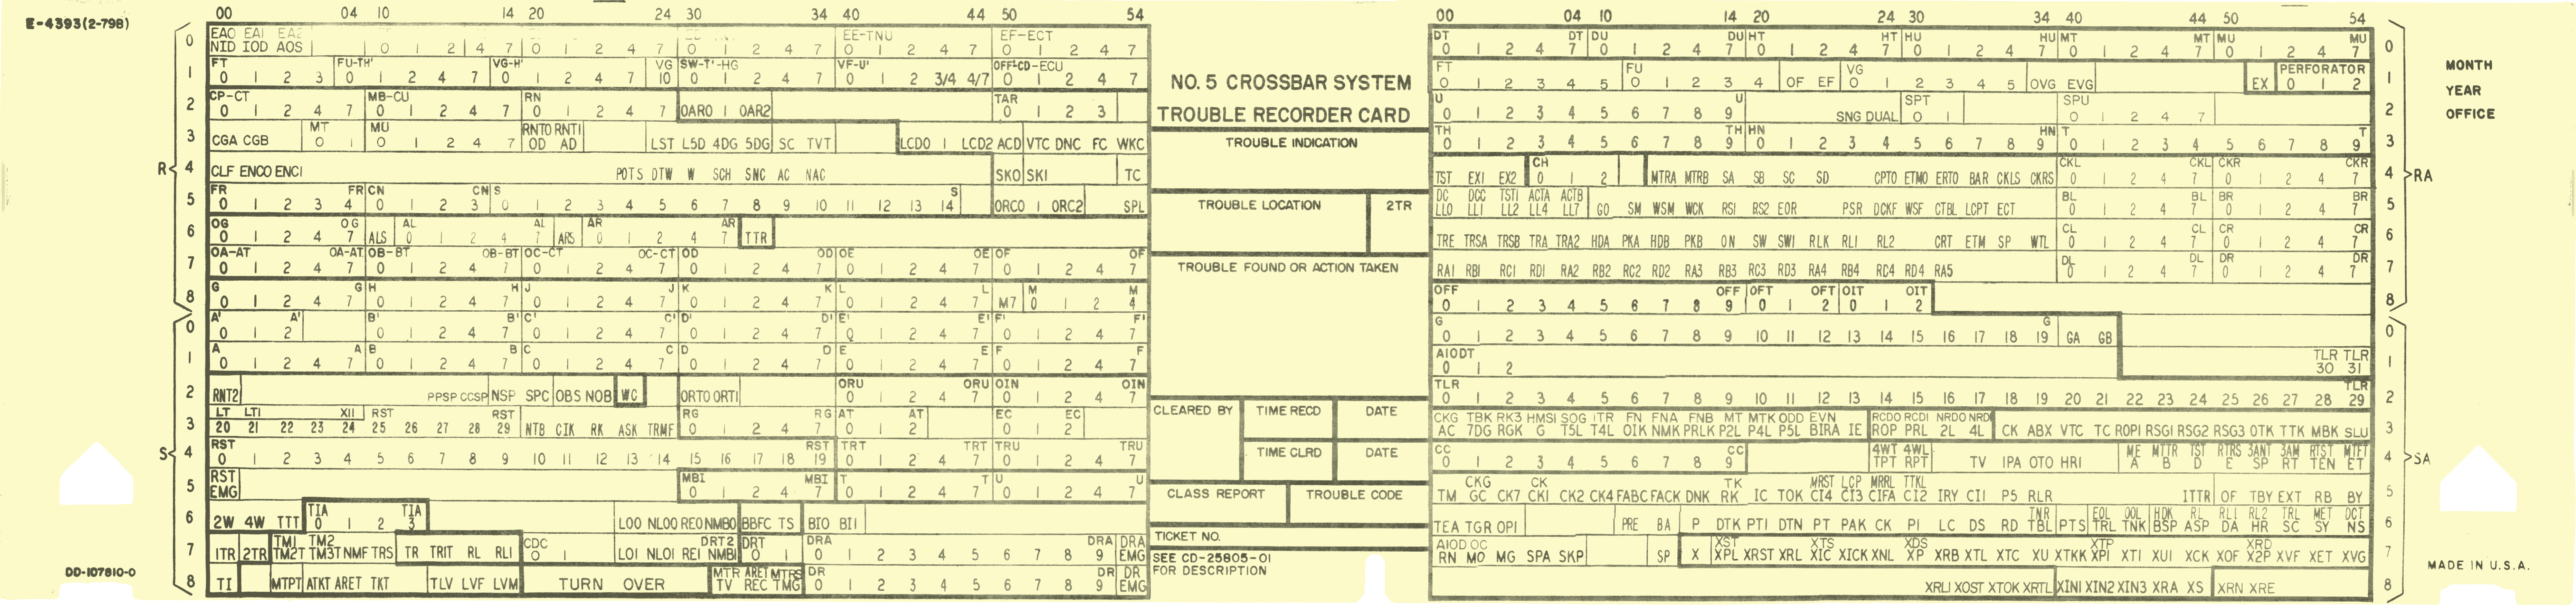 E-4393(2-79B)
00 04 10 14 20 24 30 34 40 44 50 54
0 EA0 EA1 EA2 EE-TNU EF-ECT
NID IOD AOS 0 1 2 4 7 0 1 2 4 7 0 1 2 4 7 0 1 2 4 7 0 1 2 4 7
1 FT FU-TH' VG-H' VG SW-T'-HG VF-U' OFF-CD-ECU
0 1 2 3 0 1 2 4 7 0 1 2 4 7 10 0 1 2 4 7 0 1 2 3/4 4/7 0 1 2 4 7
2 CP-CT MB-CU RN TAR
0 1 2 4 7 0 1 2 4 7 0 1 2 4 7 OAR0 1 OAR2 0 1 2 3
3 MT MU RNT0 RNT1
CGA CGB 0 1 0 1 2 4 7 OD AD LST L5D 4DG 5DG SC TVT LCD0 1 LCD2 ACD VTC DNC FC WKC
R 4 CLF ENC0 ENC1 POTS DTW W SCH SNC AC NAC SK0 SK1 TC
5 FR FR CN CN S S
0 1 2 3 4 0 1 2 3 0 1 2 3 4 5 6 7 8 9 10 11 12 13 14 ORC0 1 ORC2 SPL
6 OG OG AL AL AR AR
0 1 2 4 7 ALS 0 1 2 4 7 ARS 0 1 2 4 7 TTR
7 OA-AT OA-AT OB-BT OB-BT OC-CT OC-CT OD OD OE OE OF OF
0 1 2 4 7 0 1 2 4 7 0 1 2 4 7 0 1 2 4 7 0 1 2 4 7 0 1 2 4 7
8 G G H H J J K K L L M M
0 1 2 4 7 0 1 2 4 7 0 1 2 4 7 0 1 2 4 7 0 1 2 4 7 M7 0 1 2 4
0 A' A' B' B' C' C' D' D' E' E' F' F'
0 1 2 0 1 2 4 7 0 1 2 4 7 0 1 2 4 7 0 1 2 4 7 0 1 2 4 7
1 A A B B C C D D E E F F
0 1 2 4 7 0 1 2 4 7 0 1 2 4 7 0 1 2 4 7 0 1 2 4 7 0 1 2 4 7
2 ORU ORU OIN OIN
RNT2 PPSP CCSP NSP SPC OBS NOB WC ORT0 ORT1 0 1 2 4 7 0 1 2 4 7
3 LT LT1 X11 RST RST RG RG AT AT EC EC
20 21 22 23 24 25 26 27 28 29 NTB CIK RK ASK TRMF 0 1 2 4 7 0 1 2 0 1 2
S 4 RST RST TRT TRT TRU TRU
0 1 2 3 4 5 6 7 8 9 10 11 12 13 14 15 16 17 18 19 0 1 2 4 7 0 1 2 4 7
5 RST MBI MBI T T U U
EMG 0 1 2 4 7 0 1 2 4 7 0 1 2 4 7
6 TIA TIA
2W 4W TTT 0 1 2 3 LO0 NLO0 RE0 NMB0 BBFC TS BI0 BI1
7 TM1 TM2 CDC DRT2 DRT DRA DRA DRA
ITR 2TR TM2T TM3T NMF TRS TR TRIT RL RL1 0 1 LO1 NLO1 RE1 NMB1 0 1 0 1 2 3 4 5 6 7 8 9 EMG
8 MTR ARET MTRS DR DR DR
TI MTPT ATKT ARET TKT TLV LVF LVM TURN OVER TV REC TMG 0 1 2 3 4 5 6 7 8 9 EMG
DD-107810-0
NO. 5 CROSSBAR SYSTEM
TROUBLE RECORDER CARD
TROUBLE INDICATION
TROUBLE LOCATION 2TR
TROUBLE FOUND OR ACTION TAKEN
CLEARED BY TIME RECD DATE
TIME CLRD DATE
CLASS REPORT TROUBLE CODE
TICKET NO.
SEE CD-25805-01
FOR DESCRIPTION
00 04 10 14 20 24 30 34 40 44 50 54
DT DT DU DU HT HT HU HU MT MT MU MU 0
0 1 2 4 7 0 1 2 4 7 0 1 2 4 7 0 1 2 4 7 0 1 2 4 7 0 1 2 4 7
FT FU VG PERFORATOR 1
0 1 2 3 4 5 0 1 2 3 4 OF EF 0 1 2 3 4 5 OVG EVG EX 0 1 2
U U SPT SPU 2
0 1 2 3 4 5 6 7 8 9 SNG DUAL 0 1 0 1 2 4 7
TH TH HN HN T T 3
0 1 2 3 4 5 6 7 8 9 0 1 2 3 4 5 6 7 8 9 0 1 2 3 4 5 6 7 8 9
CH CKL CKL CKR CKR 4 RA
TST EX1 EX2 0 1 2 MTRA MTRB SA SB SC SD CPTO ETMO ERTO BAR CKLS CKRS 0 1 2 4 7 0 1 2 4 7
DC DCC TST1 ACTA ACTB BL BL BR BR 5
LL0 LL1 LL2 LL4 LL7 GO SM WSM WCK RS1 RS2 EOR PSR DCKF WSF CTBL LCPT ECT 0 1 2 4 7 0 1 2 4 7
CL CL CR CR 6
TRE TRSA TRSB TRA TRA2 HDA PKA HDB PKB ON SW SW1 RLK RL1 RL2 CRT ETM SP WTL 0 1 2 4 7 0 1 2 4 7
DL DL DR DR 7
RA1 RB1 RC1 RD1 RA2 RB2 RC2 RD2 RA3 RB3 RC3 RD3 RA4 RB4 RC4 RD4 RA5 0 1 2 4 7 0 1 2 4 7
OFF OFF OFT OFT OIT OIT 8
0 1 2 3 4 5 6 7 8 9 0 1 2 0 1 2
G G 0
0 1 2 3 4 5 6 7 8 9 10 11 12 13 14 15 16 17 18 19 GA GB
AIODT TLR TLR 1
0 1 2 30 31
TLR TLR 2
0 1 2 3 4 5 6 7 8 9 10 11 12 13 14 15 16 17 18 19 20 21 22 23 24 25 26 27 28 29
CKG TBK RK3 HMS1 SOG ITR FN FNA FNB MT MTK ODD EVN RCD0 RCD1 NRD0 NRD1 3
AC 7DG RGK G T5L T4L OIK NMK PRLK P2L P4L P5L BIRA IE ROP PRL 2L 4L CK ABX VTC TC ROP1 RSG1 RSG2 RSG3 OTK TTK MBK SLU
CC CC 4WT 4WL ME MTTR TST RTRS 3ANT 3AM RTST MTFT 4 SA
0 1 2 3 4 5 6 7 8 9 TPT RPT TV IPA OTO HRI A B D E SP RT TEN ET
CKG CK TK MRST LCP MRRL TTKL 5
TM GC CK7 CK1 CK2 CK4 FABC FACK DNK RK IC TOK CI4 CI3 CIFA CI2 IRY CI1 P5 RLR ITTR OF TBY EXT RB BY
TNR EOL OOL HDK RL RL1 RL2 TRL MET DCT 6
TEA TGR OPI PRE BA P DTK PTI DTN PT PAK CK PI LC DS RD TBL PTS TRL TNK BSP ASP DA HR SC SY NS
AIOD OC XST XTS XDS XTP XRD 7
RN MO MG SPA SKP SP X XPL XRST XRL XIC XICK XNL XP XRB XTL XTC XU XTKK XPI XTI XUI XCK XOF X2P XVF XET XVG
XRLI XOST XTOK XRTL XIN1 XIN2 XIN3 XRA XS XRN XRE 8
MONTH
YEAR
OFFICE
MADE IN U.S.A.